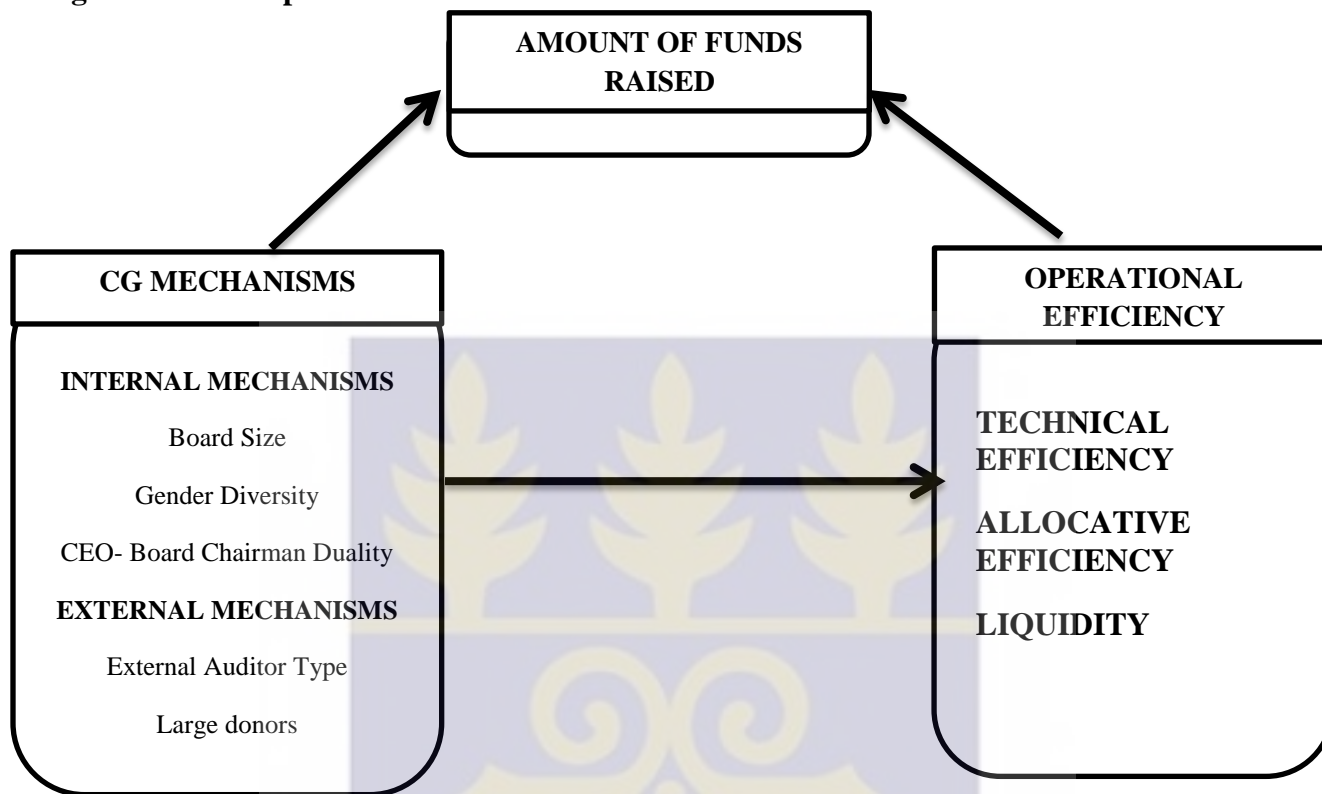 AMOUNT OF FUNDS
RAISED
CG MECHANISMS
INTERNAL MECHANISMS
Board Size
Gender Diversity
CEO- Board Chairman Duality
EXTERNAL MECHANISMS
External Auditor Type
Large donors
OPERATIONAL
EFFICIENCY
TECHNICAL
EFFICIENCY
ALLOCATIVE
EFFICIENCY
LIQUIDITY